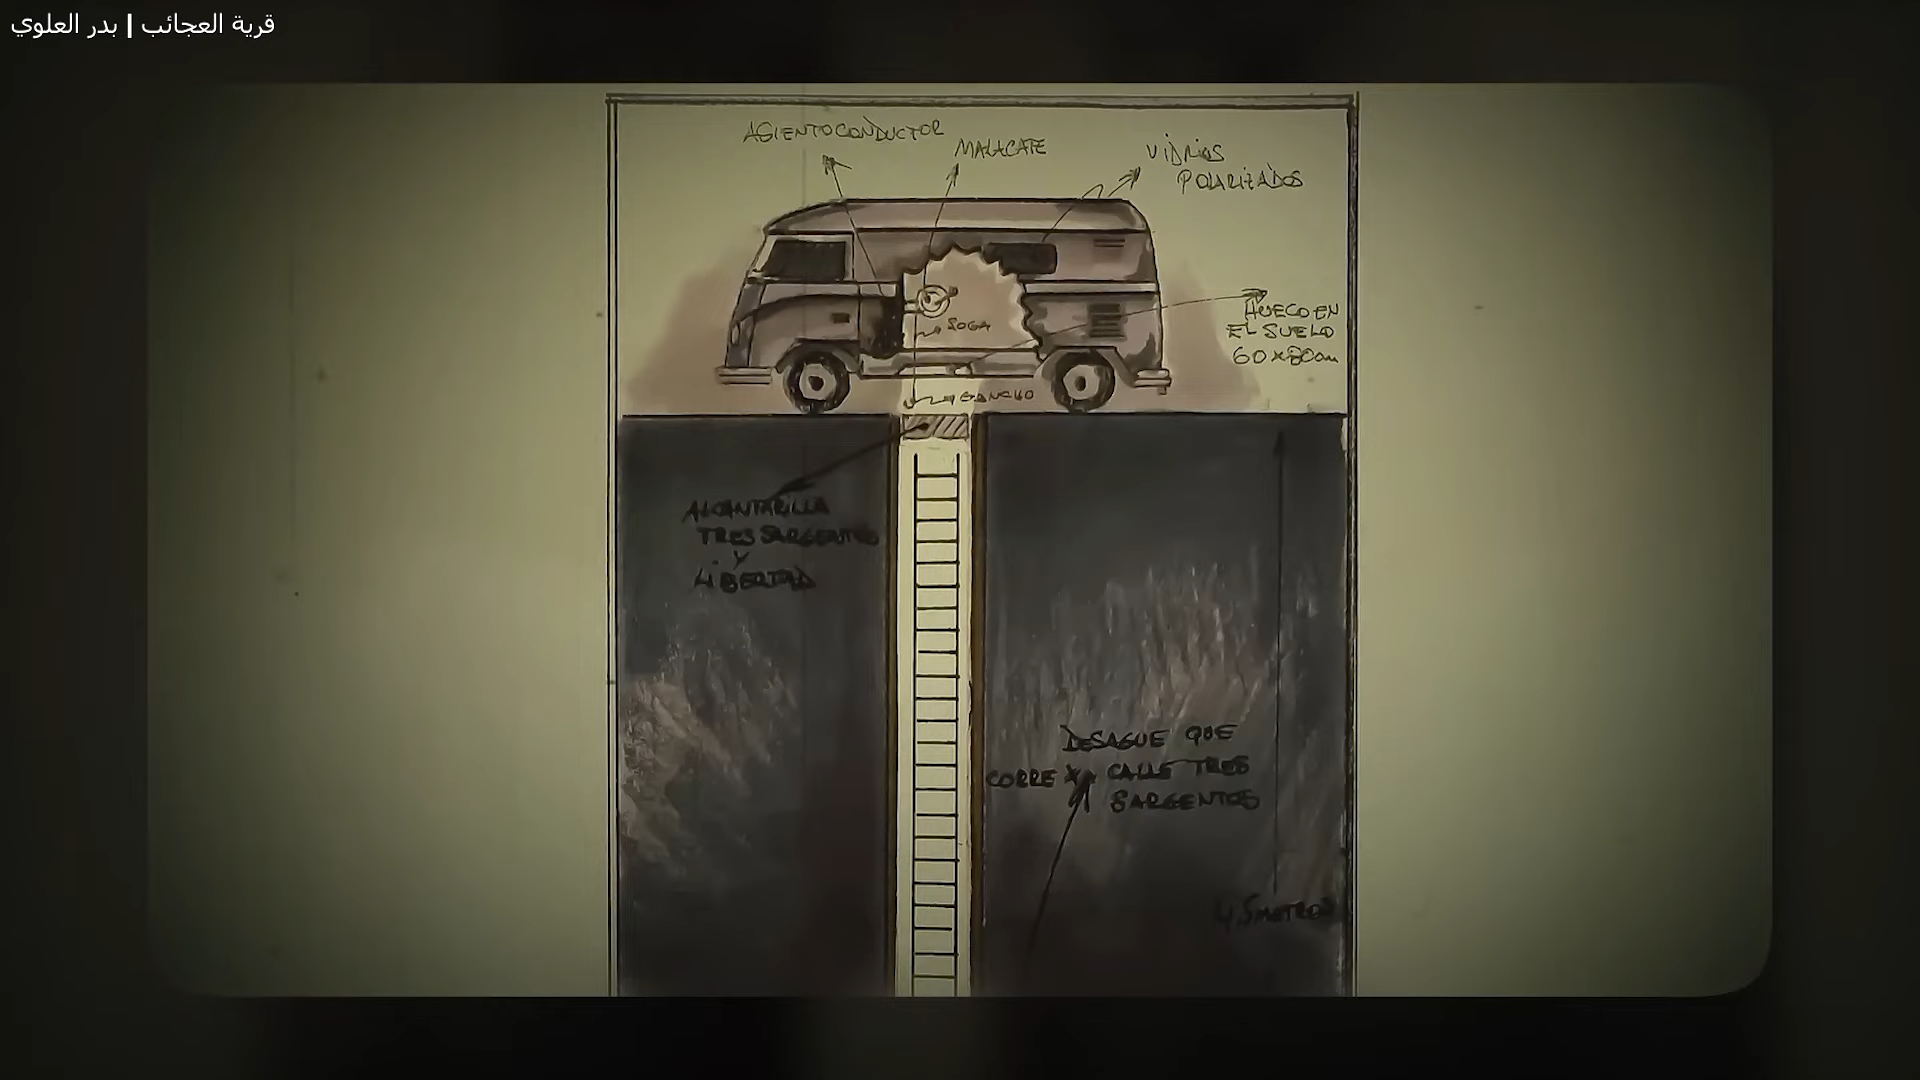 قرية العجائب | بدر العلوي
ASIENTO CONDUCTOR
MALACATE
VIDRIOS
POLARIZADOS
SOGA
HUECO EN
EL SUELO
60 x 80cm
GANCHO
ALCANTARILLA
TRES SARGENTOS
Y
LIBERTAD
DESAGUE QUE
CORRE X CALLE TRES
SARGENTOS
4,5 METROS